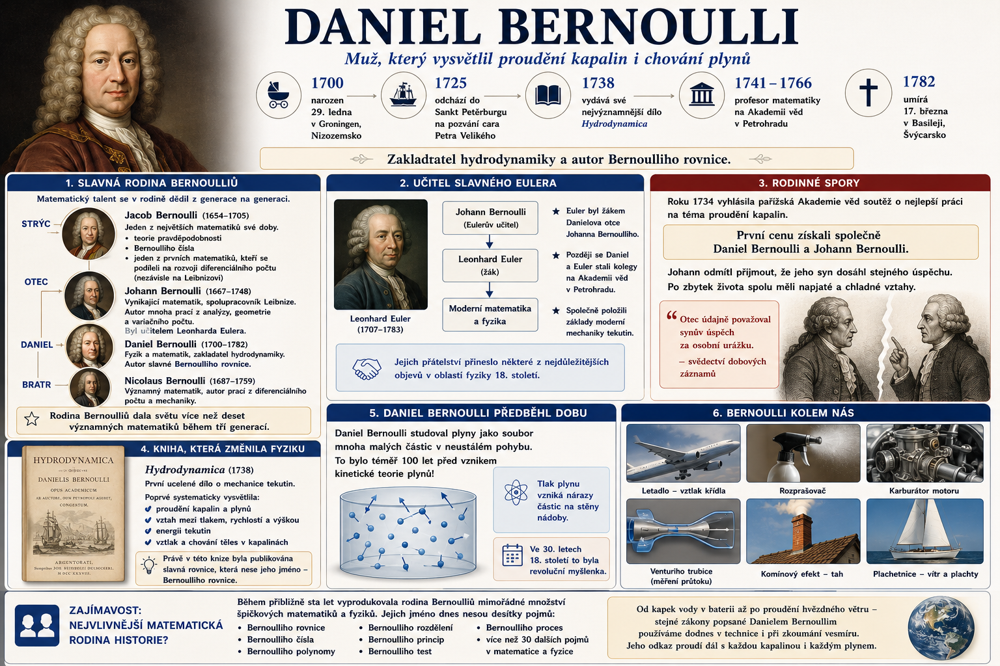 DANIEL BERNOULLI
Muž, který vysvětlil proudění kapalin i chování plynů
1700
narozen
29. ledna
v Groningen,
Nizozemsko
1725
odchází do
Sankt Petěrburgu
na pozvání cara
Petra Velikého
1738
vydává své
nejvýznamnější dílo
Hydrodynamica
1741 – 1766
profesor matematiky
na Akademii věd
v Petrohradu
1782
umírá
17. března
v Basileji,
Švýcarsko
Zakladtratel hydrodynamiky a autor Bernoulliho rovnice.
1. SLAVNÁ RODINA BERNOULLIŮ
Matematický talent se v rodině dědil z generace na generaci.
STRÝC
Jacob Bernoulli (1654–1705)
Jeden z největších matematiků své doby.
• teorie pravděpodobnosti
• Bernoulliho čísla
• jeden z prvních matematiků, kteří se
podíleli na rozvoji diferenciálního počtu
(nezávisle na Leibnizovi)
OTEC
Johann Bernoulli (1667–1748)
Vynikajicí matematik, spolupracovník Leibnize.
Autor mnoha prací z analýzy, geometrie
a variačního počtu.
Byl učitelem Leonharda Eulera.
DANIEL
Daniel Bernoulli (1700–1782)
Fyzik a matematik, zakladatel hydrodynamiky.
Autor slavné Bernoulliho rovnice.
BRATR
Nicolaus Bernoulli (1687–1759)
Významný matematik, autor prací z diferenciálního
počtu a mechaniky.
Rodina Bernoulliů dala světu více než deset
významných matematiků během tří generací.
2. UČITEL SLAVNÉHO EULERA
Leonhard Euler
(1707–1783)
Johann Bernoulli
(Eulerův učitel)
Leonhard Euler
(žák)
Moderní matematika
a fyzika
Euler byl žákem
Danielova otce
Johanna Bernoulliho.
Později se Daniel
a Euler stali kolegy
na Akademii věd
v Petrohradu.
Společně položili
základy moderní
mechaniky tekutin.
Jejich přátelství přineslo některé z nejdůležitějších
objevů v oblastí fyziky 18. století.
3. RODINNÉ SPORY
Roku 1734 vyhlásila pařížská Akademie věd soutěž o nejlepší práci
na téma proudění kapalin.
První cenu získali společně
Daniel Bernoulli a Johann Bernoulli.
Johann odmítl přijmout, že jeho syn dosáhl stejného úspěchu.
Po zbytek života spolu měli napjaté a chladné vztahy.
“ Otec údajně považoval
synův úspěch
za osobní urážku.
– svědectví dobových
záznamů
4. KNIHA, KTERÁ ZMĚNILA FYZIKU
HYDRODYNAMICA
DANIELIS BERNOULLI
OPUS ACADEMICUM
CONGESTUM.
ARGENTORATI,
Hydrodynamica (1738)
První ucelené dílo o mechanice tekutin.
Poprvé systematicky vysvětlila:
proudění kapalin a plynů
vztah mezi tlakem, rychlostí a výškou
energii tekutin
vztlak a chování těles v kapalinách
Právě v této knize byla publikována
slavná rovnice, která nese jeho jméno –
Bernoulliho rovnice.
5. DANIEL BERNOULLI PŘEDBĚHL DOBU
Daniel Bernoulli studoval plyny jako soubor
mnoha malých částic v neustálém pohybu.
To bylo téměř 100 let před vznikem
kinetické teorie plynů!
Tlak plynu
vzniká nárazy
částic na stěny
nádoby.
Ve 30. letech
18. století to byla
revoluční myšlenka.
6. BERNOULLI KOLEM NÁS
Letadlo – vztlak křídla
Rozprašovač
Karburátor motoru
Venturiho trubice
(měření průtoku)
Komínový efekt – tah
Plachetnice – vítr a plachty
ZAJÍMAVOST:
NEJVLIVNĚJŠÍ MATEMATICKÁ
RODINA HISTORIE?
Během přibližně sta let vyprodukovala rodina Bernoulliů mimořádné množství
špičkových matematiků a fyziků. Jejich jméno dnes nesou desítky pojmů:
• Bernoulliho rovnice
• Bernoulliho čísla
• Bernoulliho polynomy
• Bernoulliho rozdělení
• Bernoulliho princip
• Bernoulliho test
• Bernoulliho proces
• více než 30 dalších pojmů
v matematice a fyzice
Od kapek vody v baterii až po proudění hvězdného větru –
stejné zákony popsané Danielem Bernoullim
používáme dodnes v technice i při zkoumání vesmíru.
Jeho odkaz proudí dál s každou kapalinou i každým plynem.